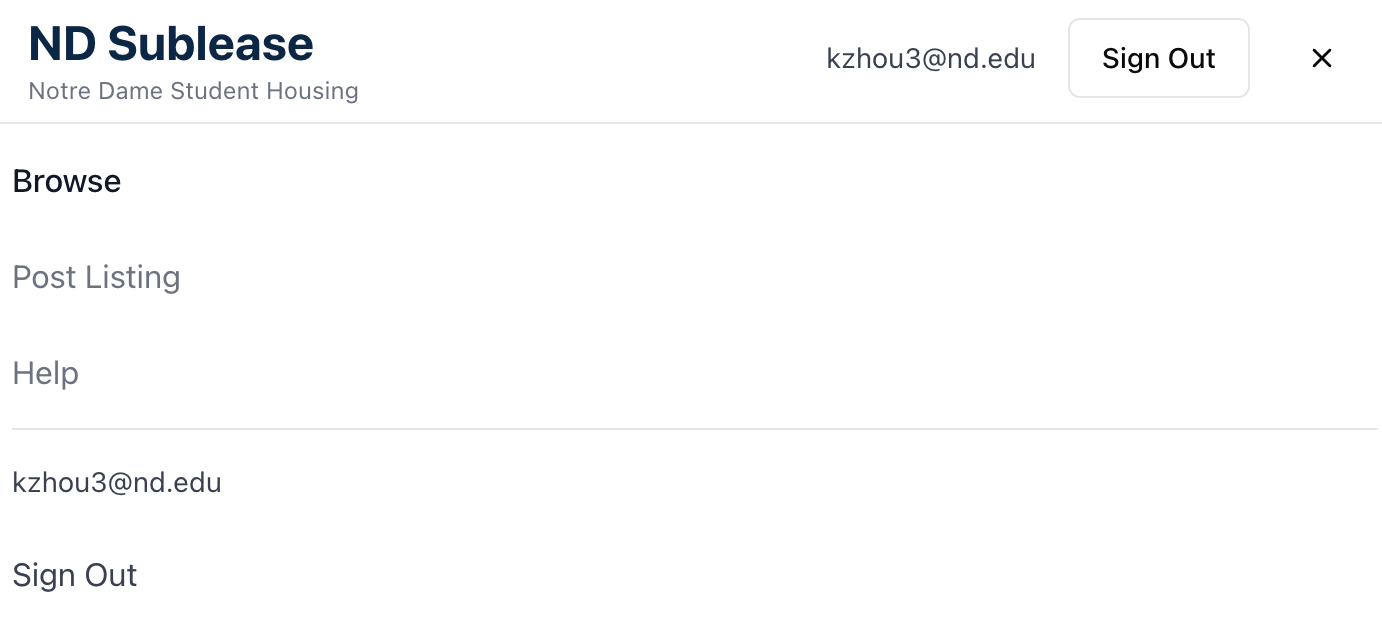 ND Sublease
Notre Dame Student Housing
kzhou3@nd.edu
Sign Out
Browse
Post Listing
Help
kzhou3@nd.edu
Sign Out